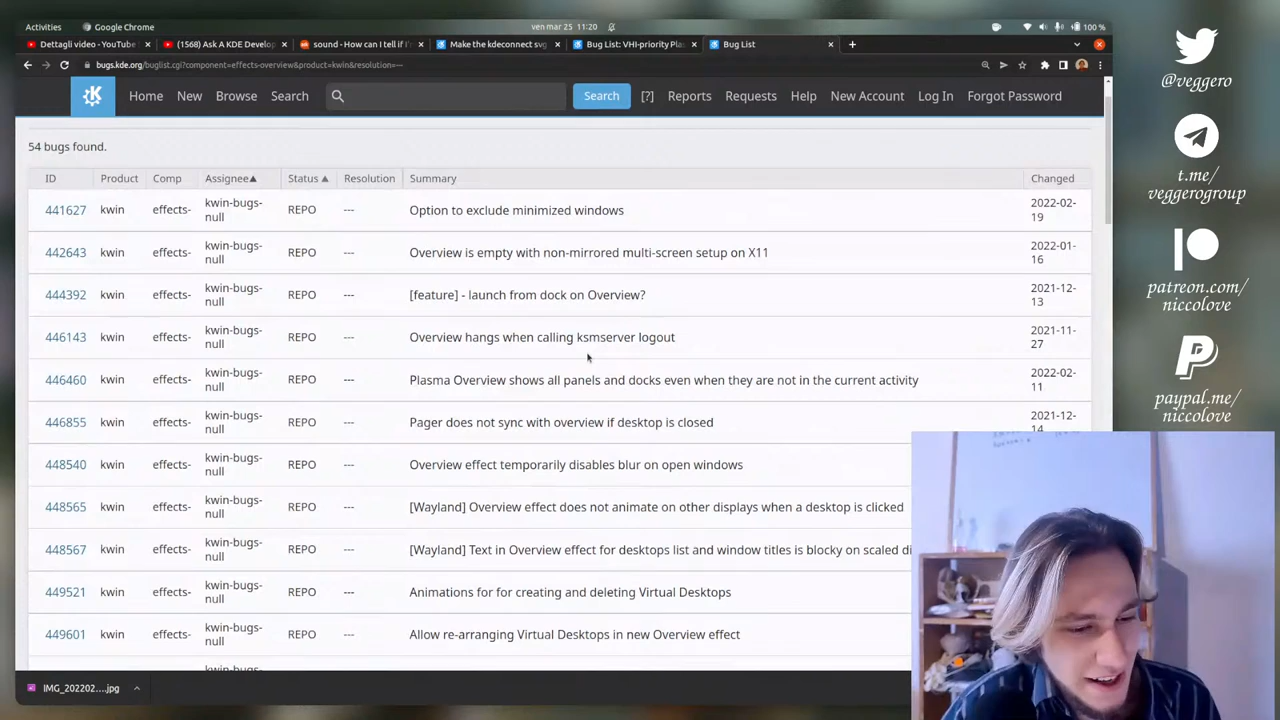 Activities Google Chrome ven mar 25 11:20 100 %
Dettagli video - YouTube (1568) Ask A KDE Develop sound - How can I tell if I' Make the kdeconnect svg Bug List: VHI-priority Pla Bug List
bugs.kde.org/buglist.cgi?component=effects-overview&product=kwin&resolution=---
Home New Browse Search Search [?] Reports Requests Help New Account Log In Forgot Password
54 bugs found.
ID Product Comp Assignee▲ Status ▲ Resolution Summary Changed
441627 kwin effects- kwin-bugs-null REPO --- Option to exclude minimized windows 2022-02-19
442643 kwin effects- kwin-bugs-null REPO --- Overview is empty with non-mirrored multi-screen setup on X11 2022-01-16
444392 kwin effects- kwin-bugs-null REPO --- [feature] - launch from dock on Overview? 2021-12-13
446143 kwin effects- kwin-bugs-null REPO --- Overview hangs when calling ksmserver logout 2021-11-27
446460 kwin effects- kwin-bugs-null REPO --- Plasma Overview shows all panels and docks even when they are not in the current activity 2022-02-11
446855 kwin effects- kwin-bugs-null REPO --- Pager does not sync with overview if desktop is closed 2021-12-14
448540 kwin effects- kwin-bugs-null REPO --- Overview effect temporarily disables blur on open windows
448565 kwin effects- kwin-bugs-null REPO --- [Wayland] Overview effect does not animate on other displays when a desktop is clicked
448567 kwin effects- kwin-bugs-null REPO --- [Wayland] Text in Overview effect for desktops list and window titles is blocky on scaled di
449521 kwin effects- kwin-bugs-null REPO --- Animations for for creating and deleting Virtual Desktops
449601 kwin effects- kwin-bugs-null REPO --- Allow re-arranging Virtual Desktops in new Overview effect
IMG_202202....jpg
@veggero
t.me/
veggerogroup
patreon.com/
niccolove
paypal.me/
niccolove